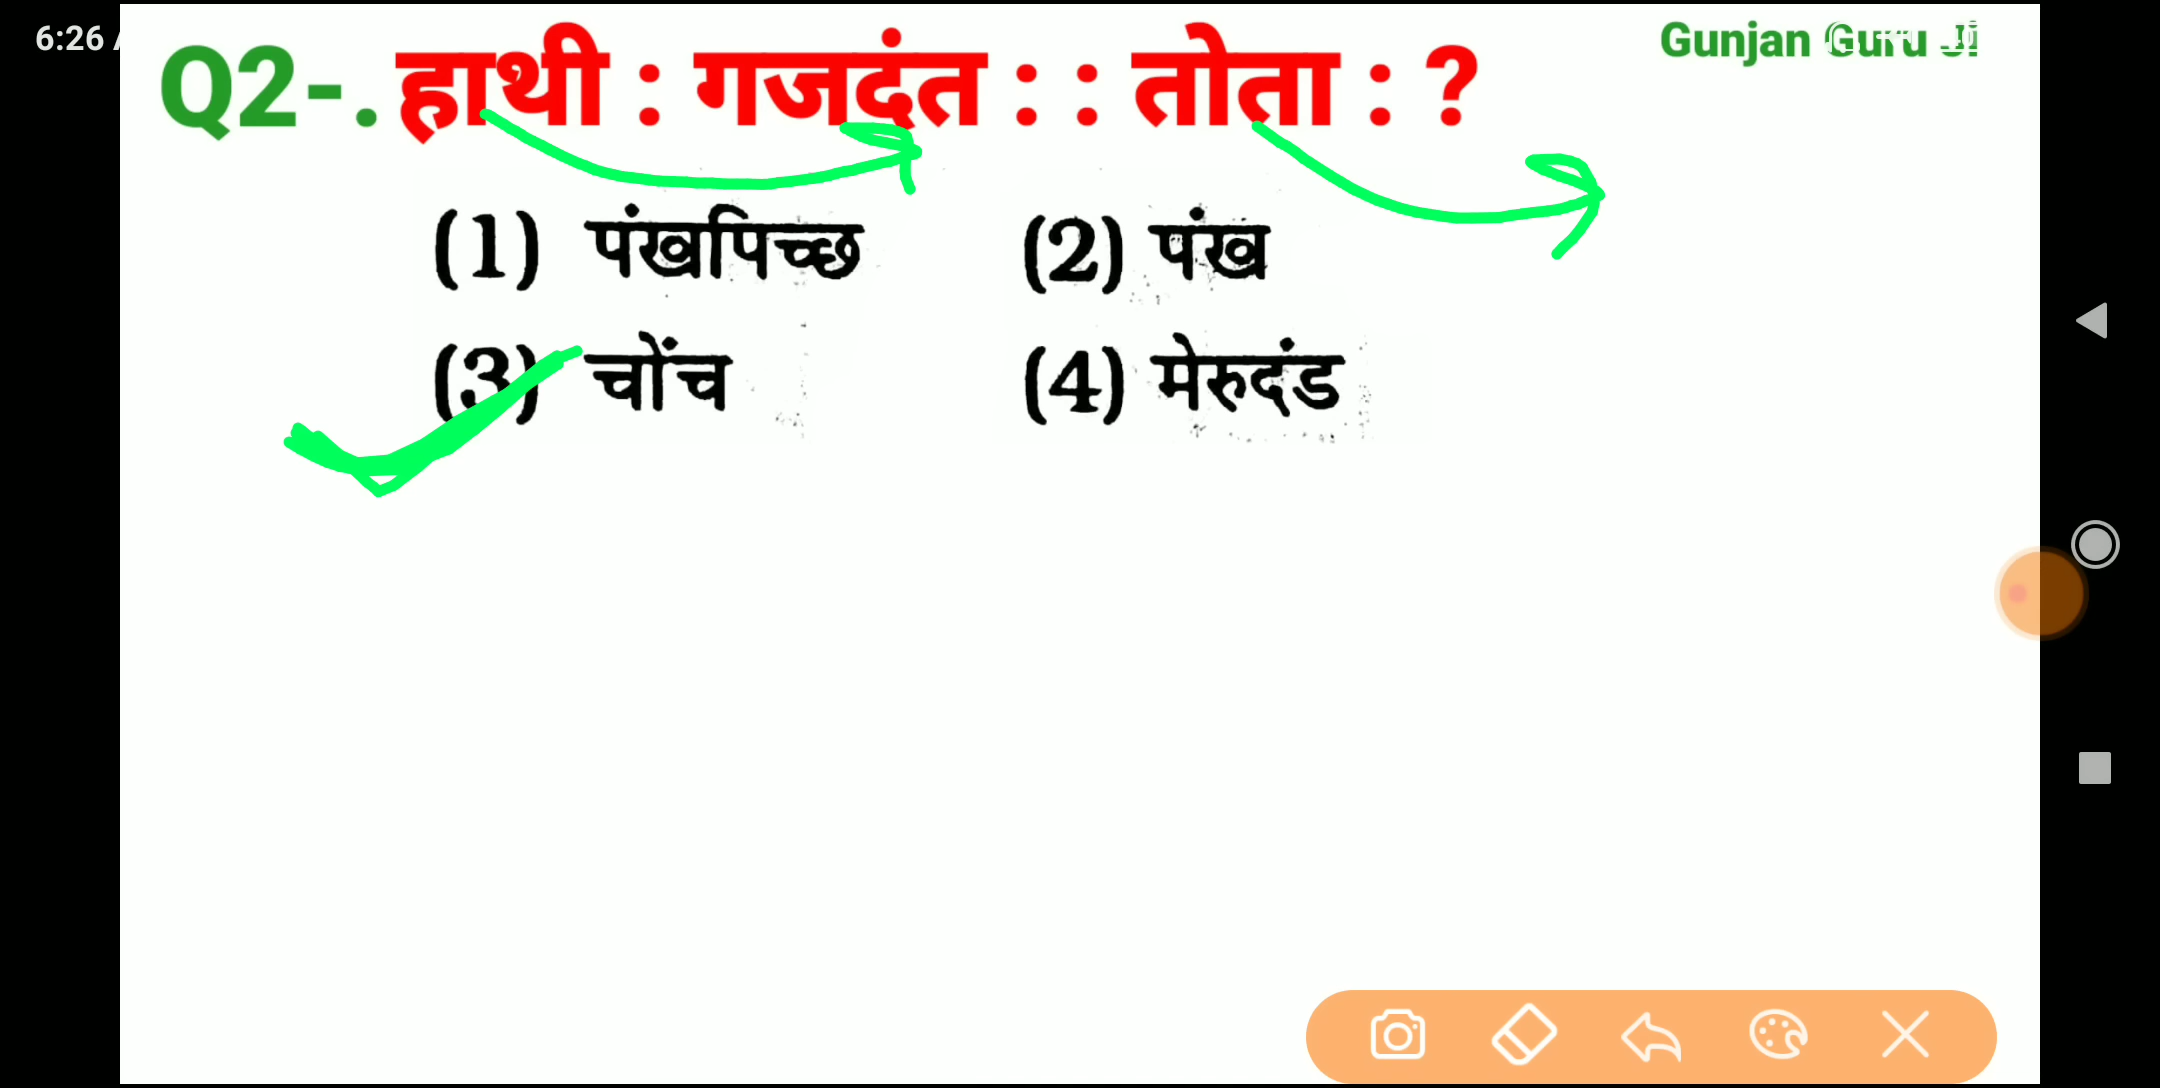 6:26
Gunjan Guru Ji
Q2-. हाथी : गजदंत : : तोता : ?
(1) पंखपिच्छ (2) पंख
(3) चोंच (4) मेरुदंड